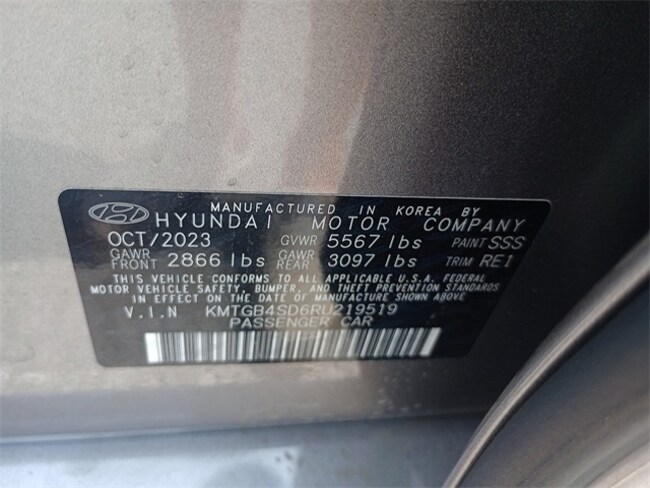 MANUFACTURED IN KOREA BY
HYUNDAI MOTOR COMPANY
OCT/2023 GVWR 5567 lbs PAINT SSS
GAWR FRONT 2866 lbs GAWR REAR 3097 lbs TRIM RE1
THIS VEHICLE CONFORMS TO ALL APPLICABLE U.S.A. FEDERAL
MOTOR VEHICLE SAFETY, BUMPER, AND THEFT PREVENTION STANDARDS
IN EFFECT ON THE DATE OF MANUFACTURE SHOWN ABOVE
V.I.N KMTGB4SD6RU219519
PASSENGER CAR